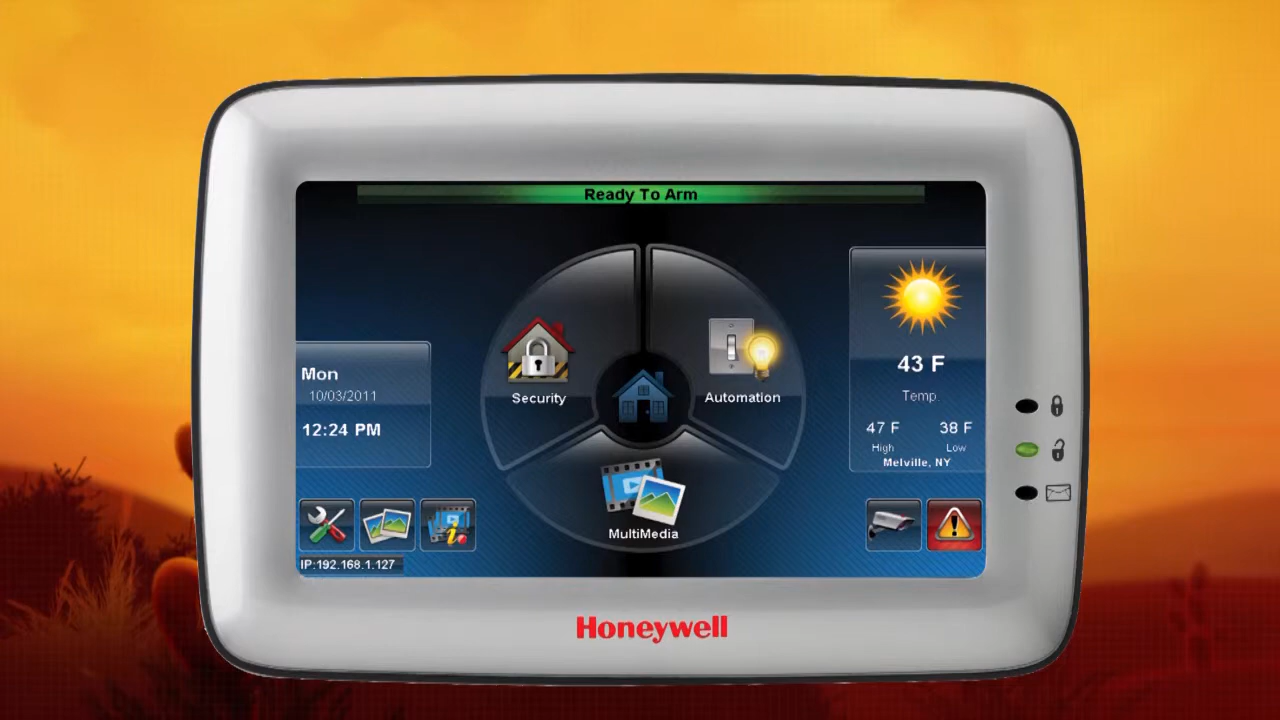 Ready To Arm
Mon
10/03/2011
12:24 PM
Security
Automation
MultiMedia
43 F
Temp.
47 F 38 F
High Low
Melville, NY
IP:192.168.1.127
Honeywell